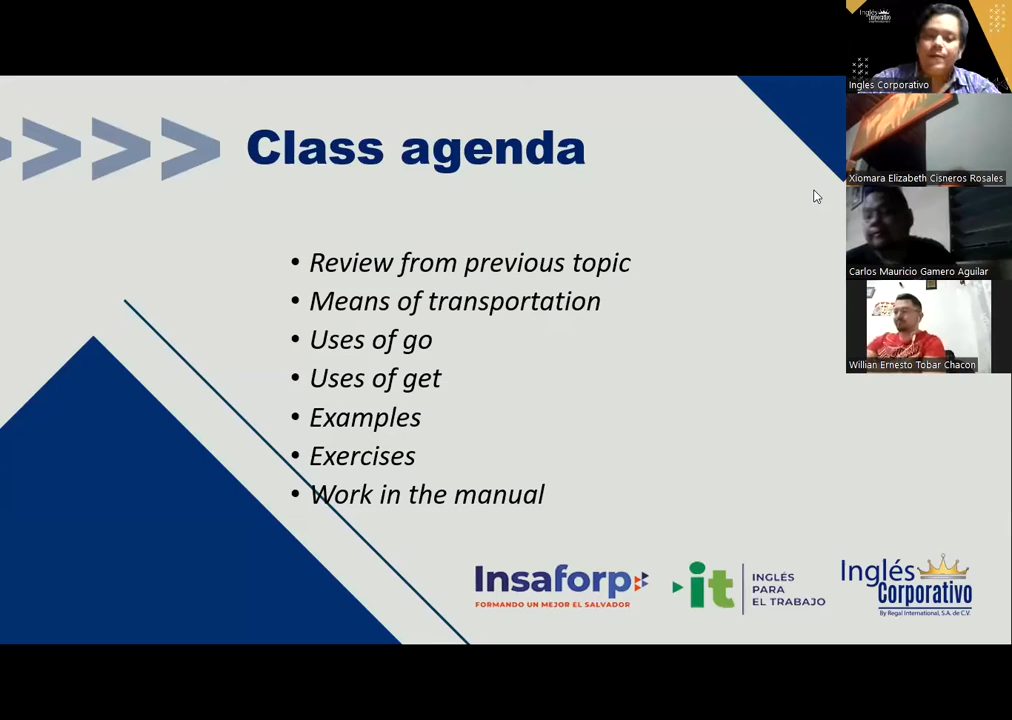 Class agenda
• Review from previous topic
• Means of transportation
• Uses of go
• Uses of get
• Examples
• Exercises
• Work in the manual
Insaforp
FORMANDO UN MEJOR EL SALVADOR
it
INGLÉS
PARA
EL TRABAJO
Inglés
Corporativo
By Regal International, S.A. de C.V.
Inglés
Corporativo
Ingles Corporativo
Xiomara Elizabeth Cisneros Rosales
Carlos Mauricio Gamero Aguilar
Willian Ernesto Tobar Chacon